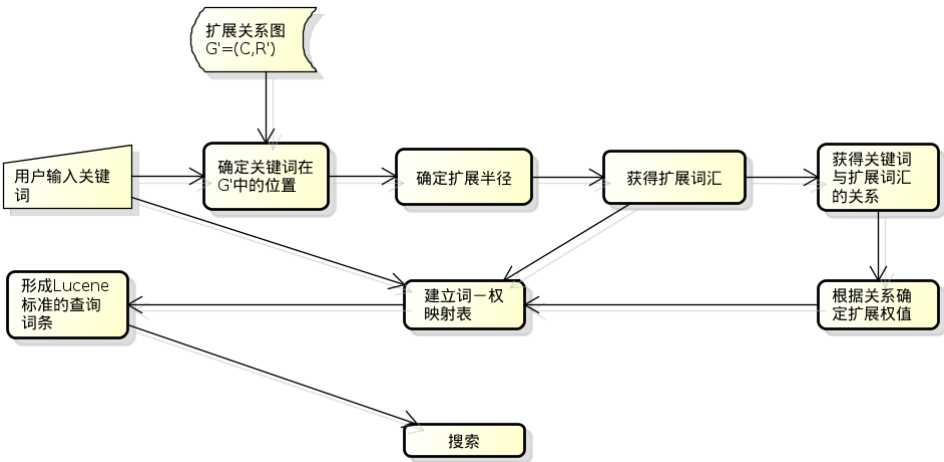 扩展关系图
G'=(C,R')
用户输入关键
词
确定关键词在
G'中的位置
确定扩展半径
获得扩展词汇
获得关键词
与扩展词汇
的关系
形成Lucene
标准的查询
词条
建立词－权
映射表
根据关系确
定扩展权值
搜索